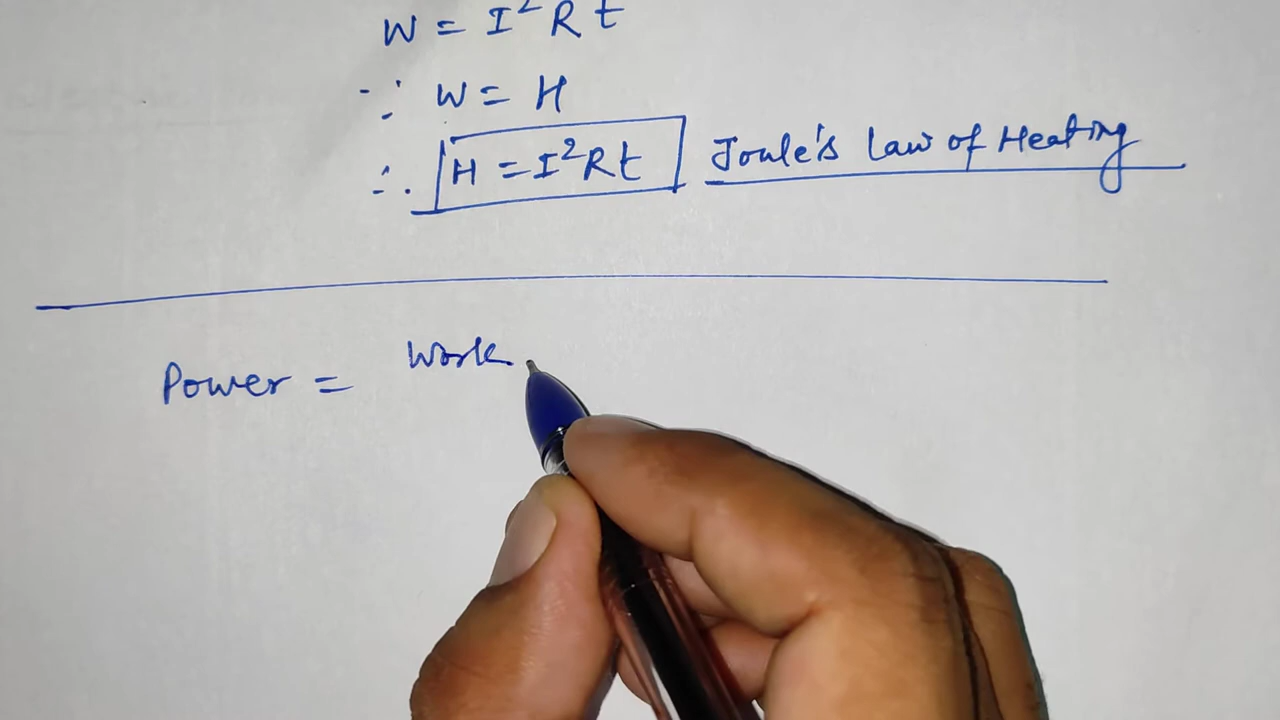 W = I²Rt
∵ W = H
∴ H = I²Rt Joule's Law of Heating
Power = Work